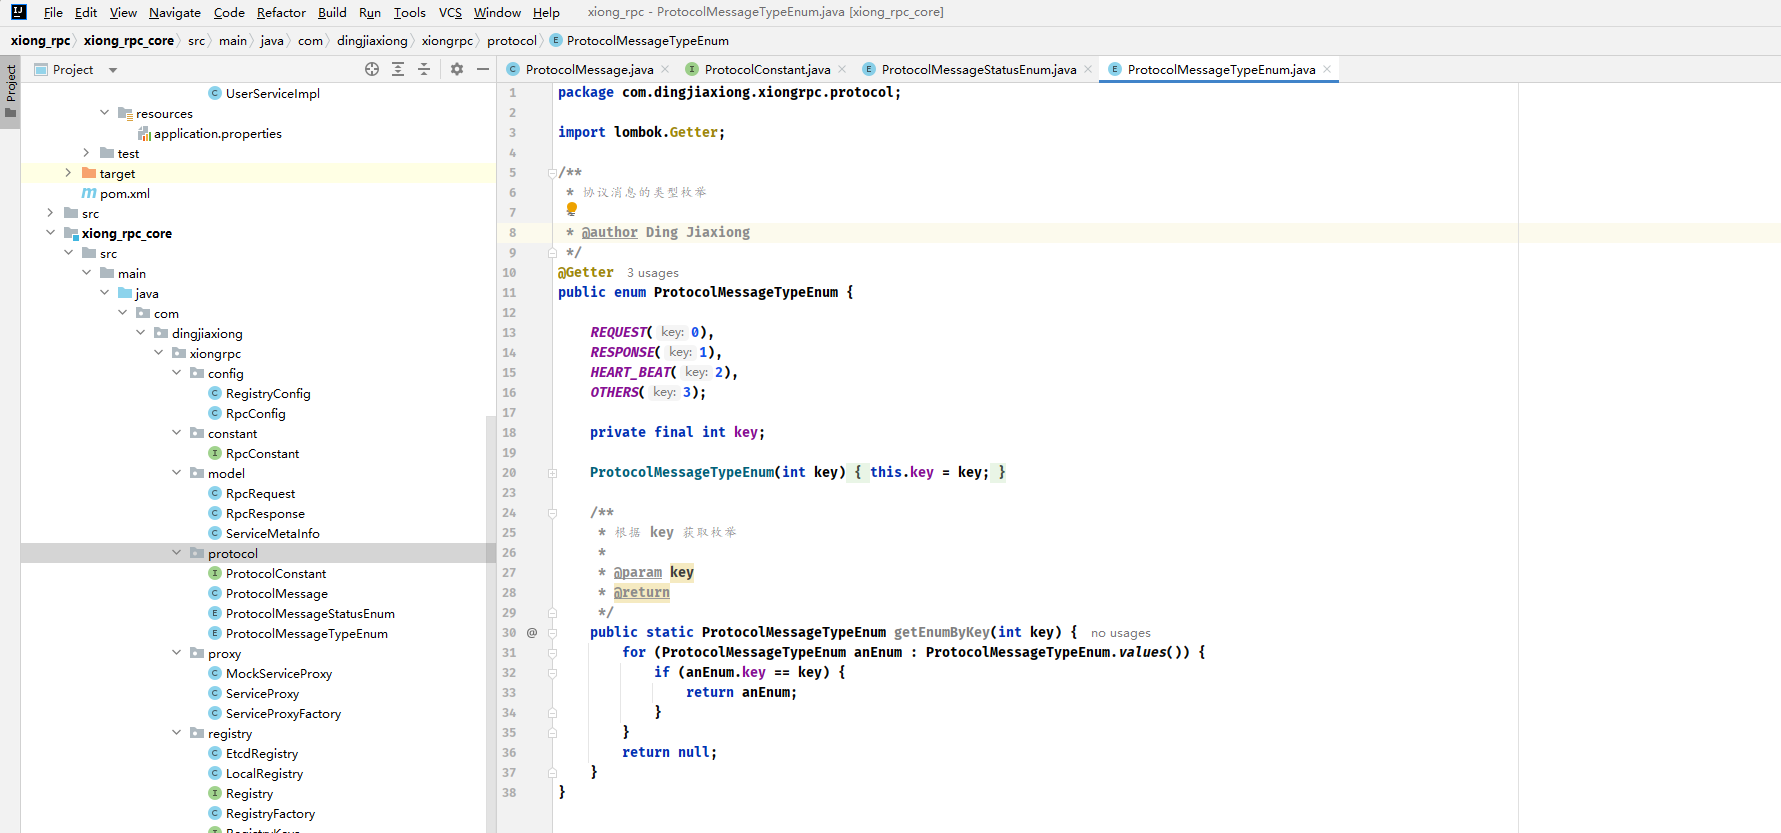 File Edit View Navigate Code Refactor Build Run Tools VCS Window Help xiong_rpc - ProtocolMessageTypeEnum.java [xiong_rpc_core]
xiong_rpc xiong_rpc_core src main java com dingjiaxiong xiongrpc protocol ProtocolMessageTypeEnum
Project
Project
ProtocolMessage.java ProtocolConstant.java ProtocolMessageStatusEnum.java ProtocolMessageTypeEnum.java
UserServiceImpl
resources
application.properties
test
target
pom.xml
src
xiong_rpc_core
src
main
java
com
dingjiaxiong
xiongrpc
config
RegistryConfig
RpcConfig
constant
RpcConstant
model
RpcRequest
RpcResponse
ServiceMetaInfo
protocol
ProtocolConstant
ProtocolMessage
ProtocolMessageStatusEnum
ProtocolMessageTypeEnum
proxy
MockServiceProxy
ServiceProxy
ServiceProxyFactory
registry
EtcdRegistry
LocalRegistry
Registry
RegistryFactory
RegistryKeys
1 package com.dingjiaxiong.xiongrpc.protocol;
2
3 import lombok.Getter;
4
5 /**
6 * 协议消息的类型枚举
7 *
8 * @author Ding Jiaxiong
9 */
10 @Getter 3 usages
11 public enum ProtocolMessageTypeEnum {
12
13 REQUEST( key: 0),
14 RESPONSE( key: 1),
15 HEART_BEAT( key: 2),
16 OTHERS( key: 3);
17
18 private final int key;
19
20 ProtocolMessageTypeEnum(int key) { this.key = key; }
23
24 /**
25 * 根据 key 获取枚举
26 *
27 * @param key
28 * @return
29 */
30 @ public static ProtocolMessageTypeEnum getEnumByKey(int key) { no usages
31 for (ProtocolMessageTypeEnum anEnum : ProtocolMessageTypeEnum.values()) {
32 if (anEnum.key == key) {
33 return anEnum;
34 }
35 }
36 return null;
37 }
38 }